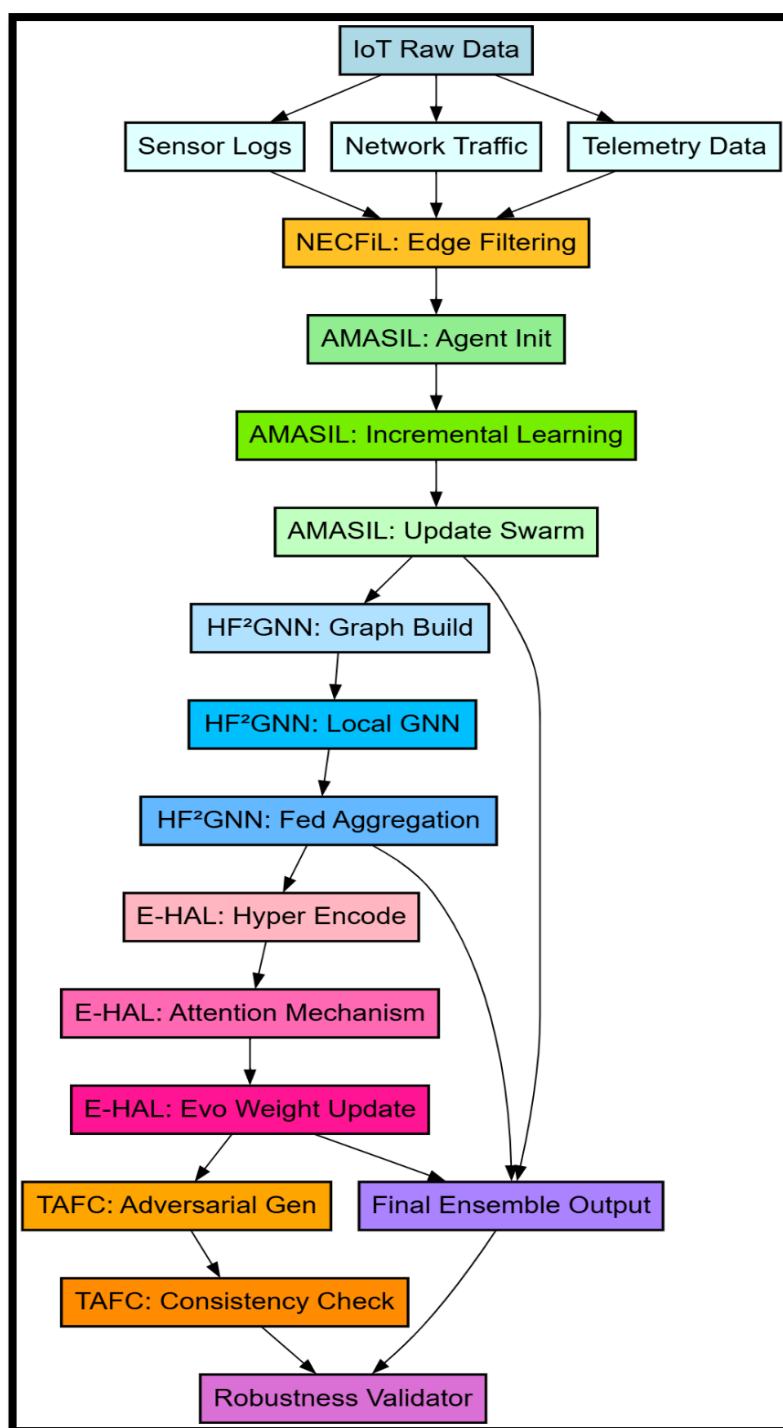 IoT Raw Data
Sensor Logs
Network Traffic
Telemetry Data
NECFiL: Edge Filtering
AMASIL: Agent Init
AMASIL: Incremental Learning
AMASIL: Update Swarm
HF²GNN: Graph Build
HF²GNN: Local GNN
HF²GNN: Fed Aggregation
E-HAL: Hyper Encode
E-HAL: Attention Mechanism
E-HAL: Evo Weight Update
TAFC: Adversarial Gen
Final Ensemble Output
TAFC: Consistency Check
Robustness Validator